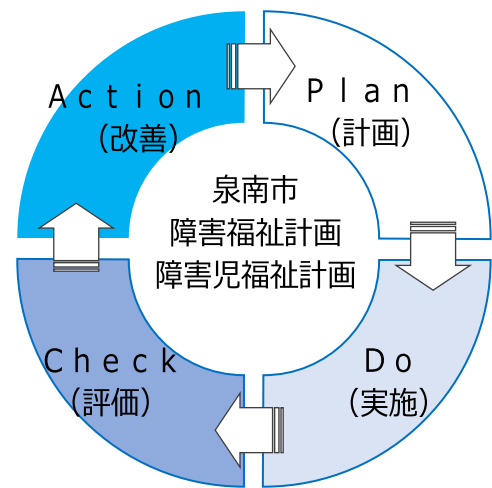 Action
（改善）
Plan
（計画）
泉南市
障害福祉計画
障害児福祉計画
Check
（評価）
Do
（実施）